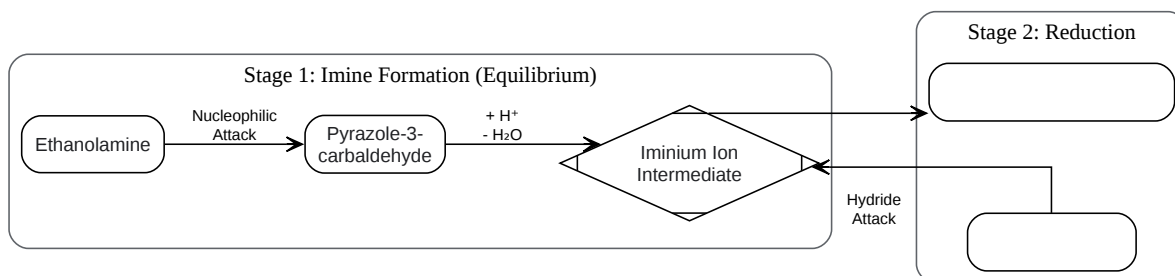 Stage 2: Reduction
Stage 1: Imine Formation (Equilibrium)
Ethanolamine
Nucleophilic
Attack
Pyrazole-3-
carbaldehyde
+ H⁺
- H₂O
Iminium Ion
Intermediate
Hydride
Attack